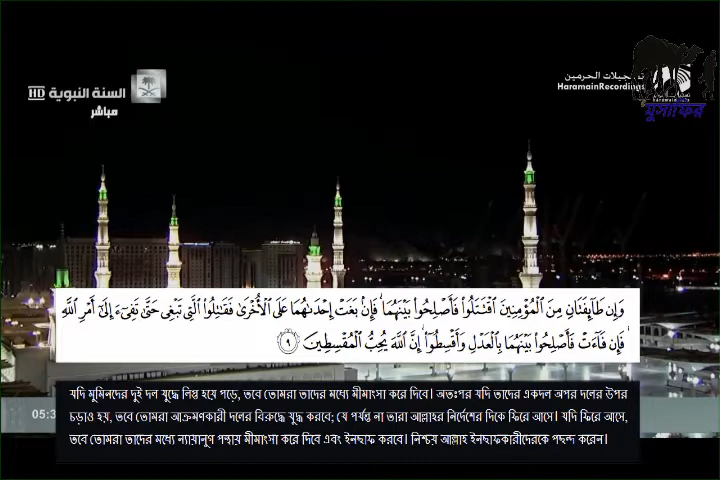 السنة النبوية HD
مباشر
تسجيلات الحرمين
HaramainRecordings
মুসাফির
وَإِن طَآئِفَتَانِ مِنَ ٱلْمُؤْمِنِينَ ٱقْتَتَلُوا۟ فَأَصْلِحُوا۟ بَيْنَهُمَا ۖ فَإِنۢ بَغَتْ إِحْدَىٰهُمَا عَلَى ٱلْأُخْرَىٰ فَقَٰتِلُوا۟ ٱلَّتِى تَبْغِى حَتَّىٰ تَفِىٓءَ إِلَىٰٓ أَمْرِ ٱللَّهِ
ۚ فَإِن فَآءَتْ فَأَصْلِحُوا۟ بَيْنَهُمَا بِٱلْعَدْلِ وَأَقْسِطُوٓا۟ ۖ إِنَّ ٱللَّهَ يُحِبُّ ٱلْمُقْسِطِينَ ٩
যদি মুমিনদের দুই দল যুদ্ধে লিপ্ত হয়ে পড়ে, তবে তোমরা তাদের মধ্যে মীমাংসা করে দিবে। অতঃপর যদি তাদের একদল অপর দলের উপর
05:3
চড়াও হয়, তবে তোমরা আক্রমণকারী দলের বিরুদ্ধে যুদ্ধ করবে; যে পর্যন্ত না তারা আল্লাহর নির্দেশের দিকে ফিরে আসে। যদি ফিরে আসে,
তবে তোমরা তাদের মধ্যে ন্যায়ানুগ পন্থায় মীমাংসা করে দিবে এবং ইনছাফ করবে। নিশ্চয় আল্লাহ ইনছাফকারীদেরকে পছন্দ করেন।